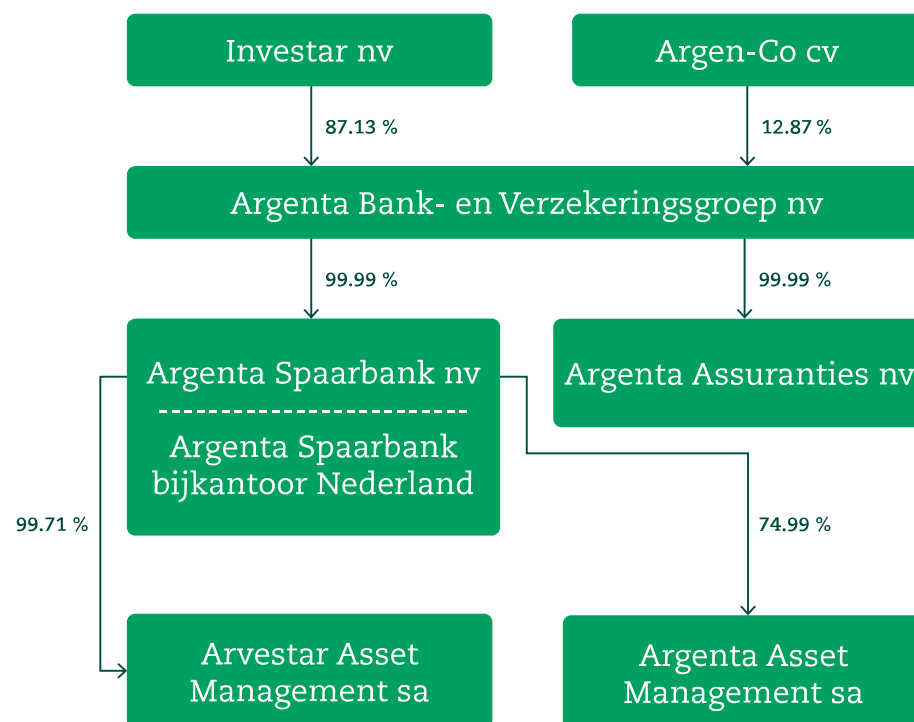 Investar nv
Argen-Co cv
87.13 %
12.87 %
Argenta Bank- en Verzekeringsgroep nv
99.99 %
99.99 %
Argenta Spaarbank nv
Argenta Spaarbank
bijkantoor Nederland
Argenta Assuranties nv
99.71 %
74.99 %
Arvestar Asset
Management sa
Argenta Asset
Management sa